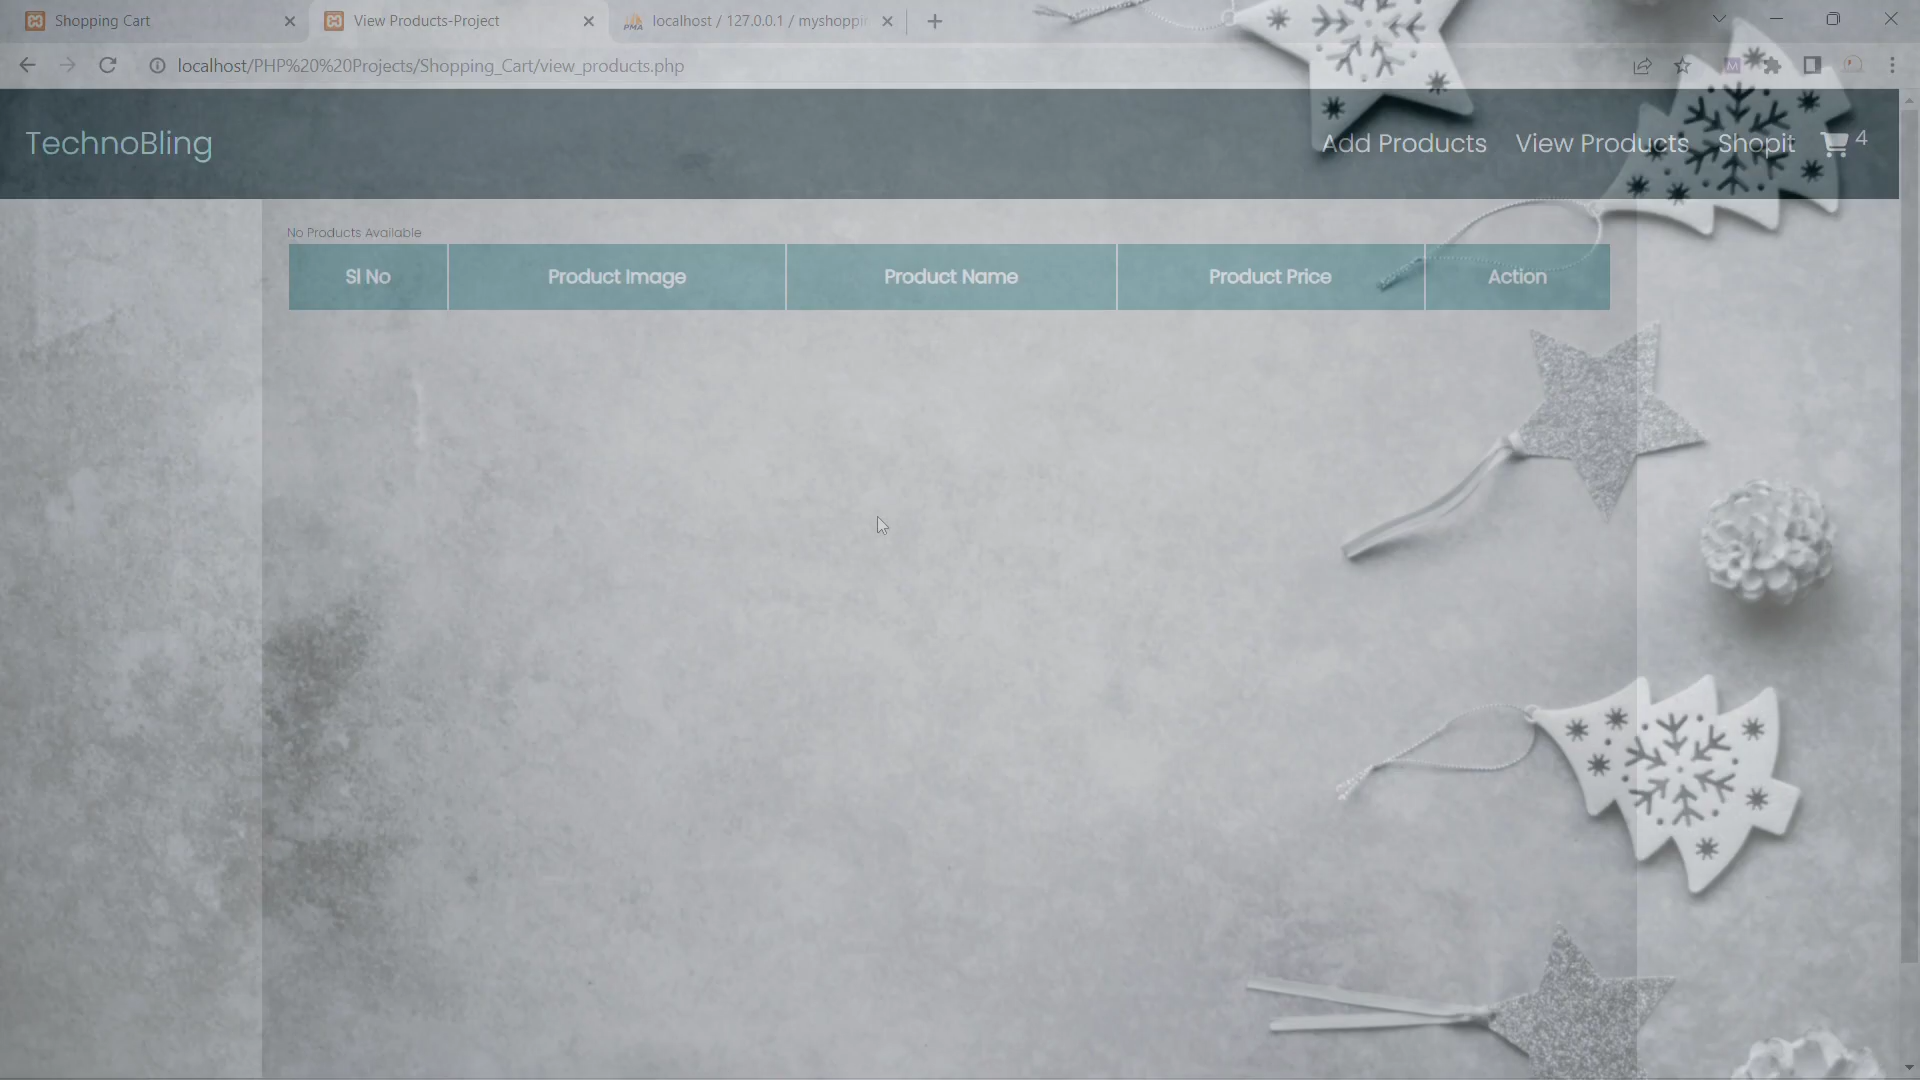 Shopping Cart
View Products-Project
PMA localhost / 127.0.0.1 / myshoppi
localhost/PHP%20%20Projects/Shopping_Cart/view_products.php
M
TechnoBling
Add Products
View Products
Shopit
4
No Products Available
Sl No
Product Image
Product Name
Product Price
Action